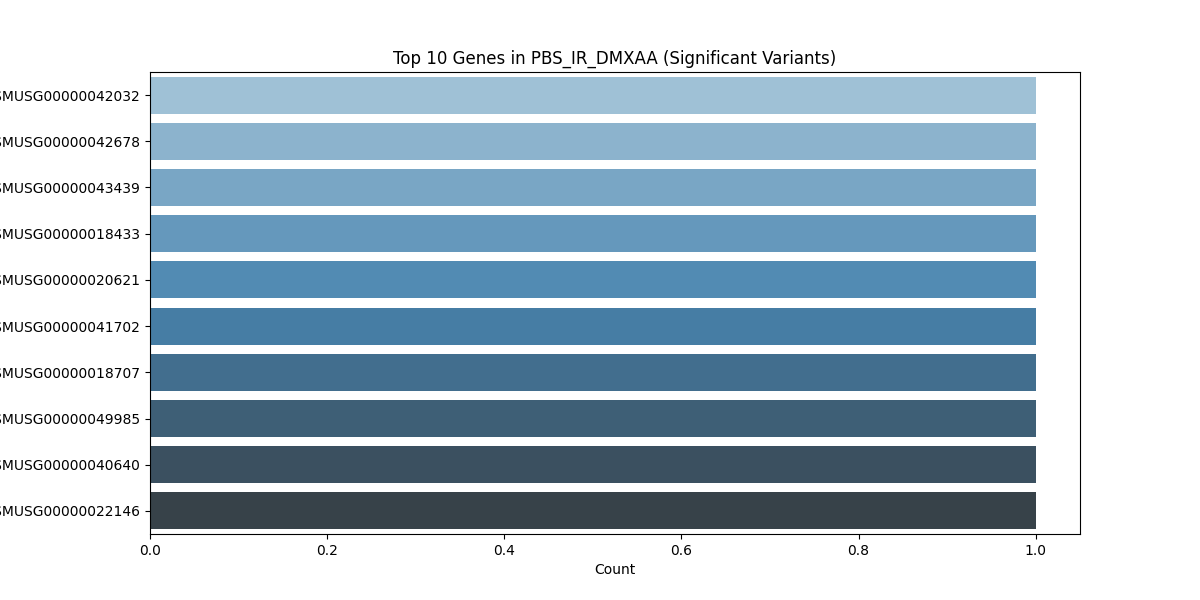 Top 10 Genes in PBS_IR_DMXAA (Significant Variants)
SMUSG00000042032
SMUSG00000042678
SMUSG00000043439
SMUSG00000018433
SMUSG00000020621
SMUSG00000041702
SMUSG00000018707
SMUSG00000049985
SMUSG00000040640
SMUSG00000022146
0.0 0.2 0.4 0.6 0.8 1.0
Count